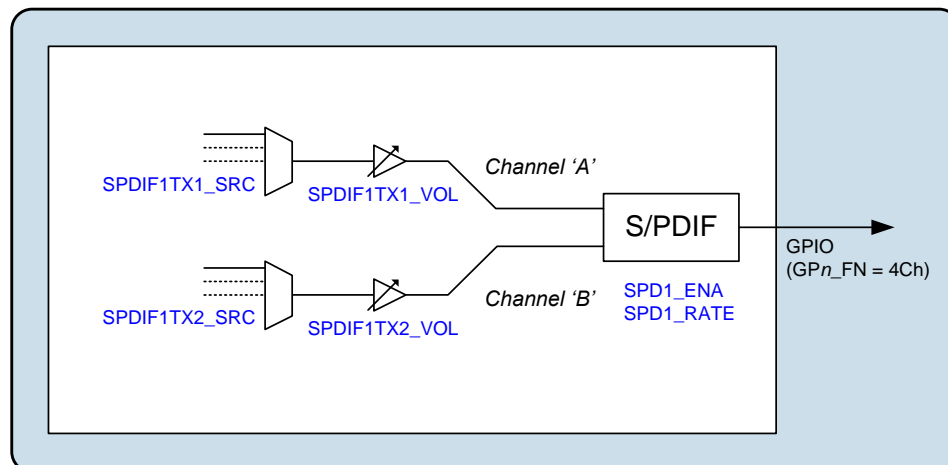 SPDIF1TX1_SRC
SPDIF1TX1_VOL
Channel ‘A’
SPDIF1TX2_SRC
SPDIF1TX2_VOL
Channel ‘B’
S/PDIF
SPD1_ENA
SPD1_RATE
GPIO
(GPn_FN = 4Ch)